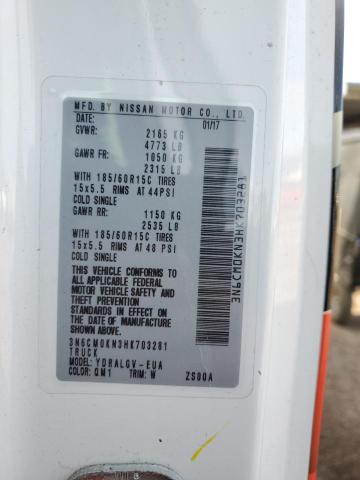 MFD. BY NISSAN MOTOR CO., LTD.
DATE: 01/17
GVWR: 2165 KG
4773 LB
GAWR FR: 1050 KG
2315 LB
WITH 185/60R15C TIRES
15x5.5 RIMS AT 44PSI
COLD SINGLE
GAWR RR: 1150 KG
2535 LB
WITH 185/60R15C TIRES
15x5.5 RIMS AT 48 PSI
COLD SINGLE
THIS VEHICLE CONFORMS TO
ALL APPLICABLE FEDERAL
MOTOR VEHICLE SAFETY AND
THEFT PREVENTION
STANDARDS IN EFFECT ON
THE DATE OF MANUFACTURE
SHOWN ABOVE.
3N6CM0KN3HK703281
TRUCK
MODEL: YDRALGV-EUA
COLOR: QM1 TRIM: W ZS00A
3N6CM0KN3HK703281